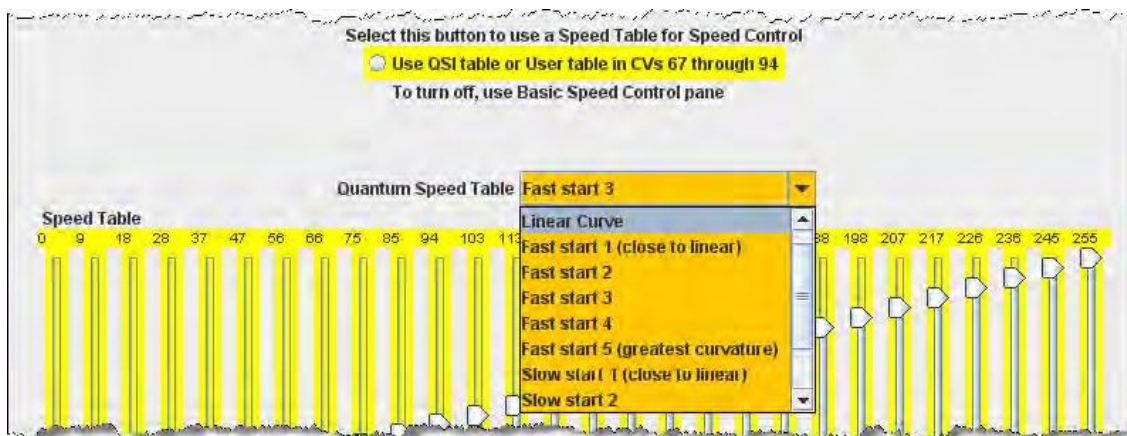 Select this button to use a Speed Table for Speed Control
Use QSI table or User table in CVs 67 through 94
To turn off, use Basic Speed Control pane
Quantum Speed Table Fast start 3
Speed Table
0 9 18 28 37 47 56 66 75 85 94 103 113 198 207 217 226 236 245 255
Linear Curve
Fast start 1 (close to linear)
Fast start 2
Fast start 3
Fast start 4
Fast start 5 (greatest curvature)
Slow start 1 (close to linear)
Slow start 2